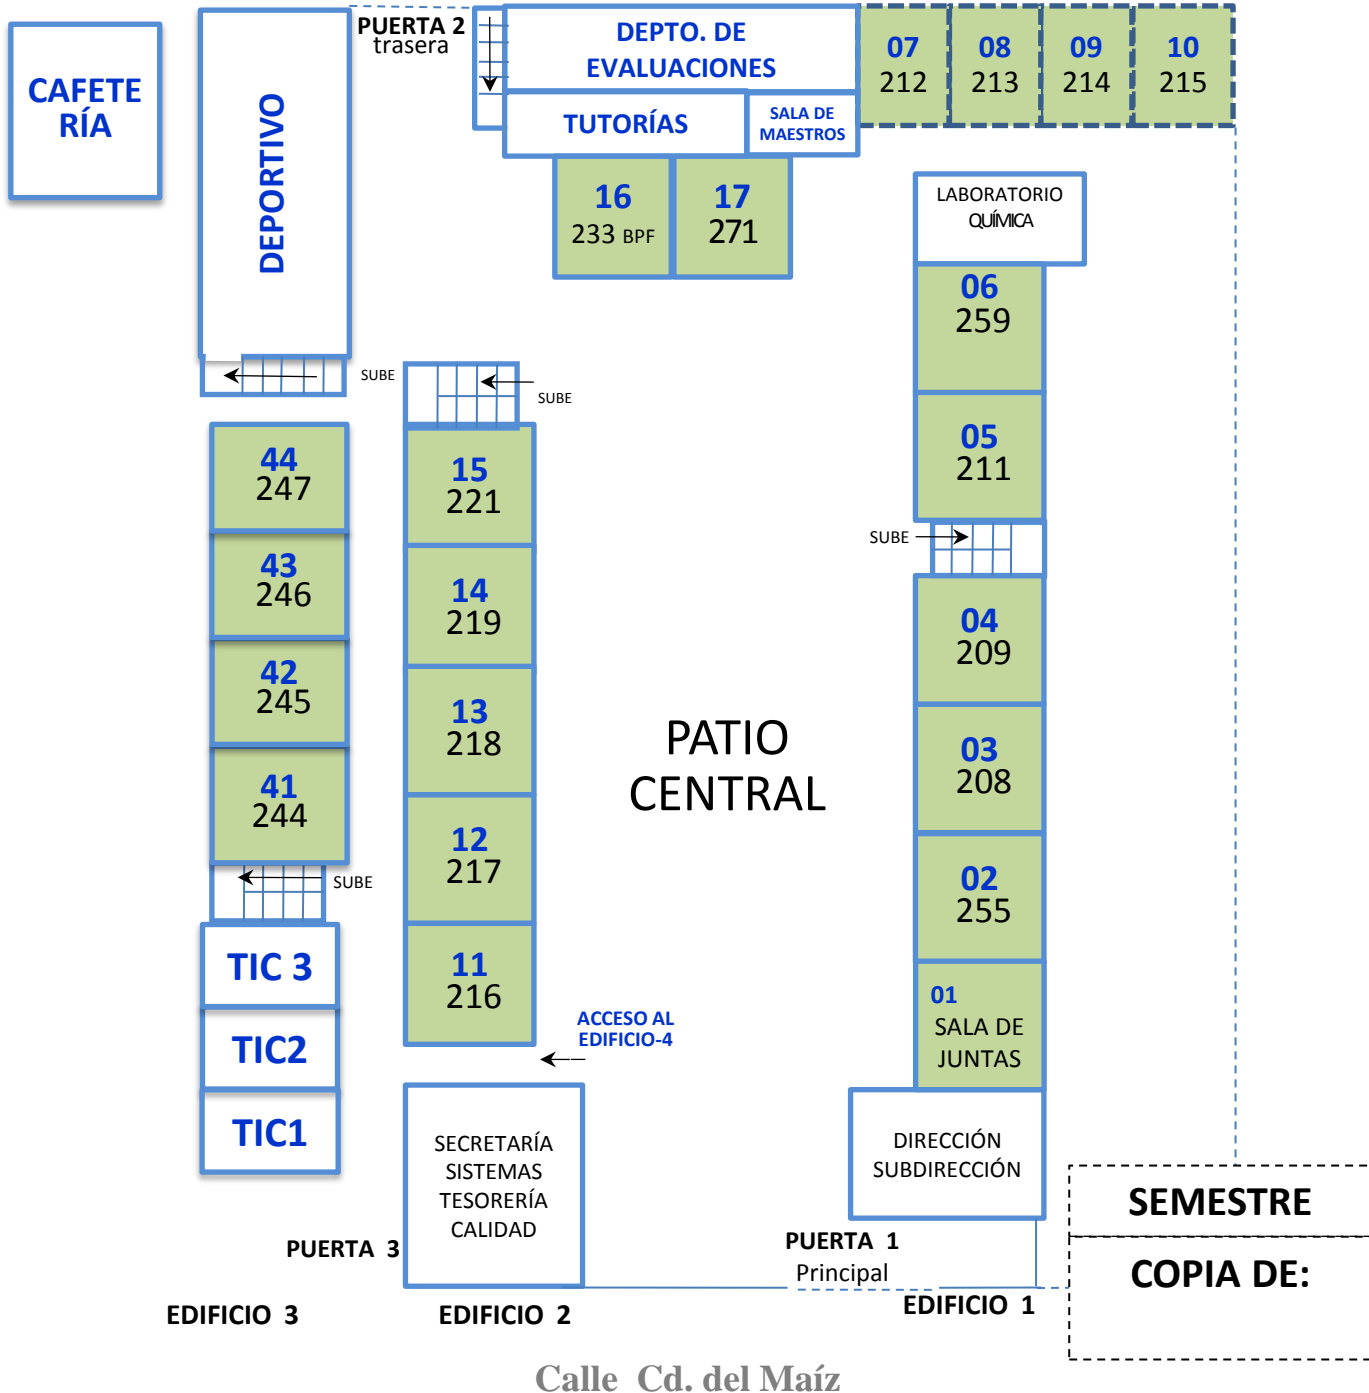 CAFETE
RÍA
DEPORTIVO
PUERTA 2
trasera
DEPTO. DE
EVALUACIONES
TUTORÍAS
SALA DE
MAESTROS
07
212
08
213
09
214
10
215
16
233 BPF
17
271
LABORATORIO
QUÍMICA
06
259
05
211
SUBE
04
209
03
208
02
255
01
SALA DE
JUNTAS
DIRECCIÓN
SUBDIRECCIÓN
SUBE
SUBE
44
247
43
246
42
245
41
244
SUBE
TIC 3
TIC2
TIC1
15
221
14
219
13
218
12
217
11
216
PATIO
CENTRAL
ACCESO AL
EDIFICIO-4
SECRETARÍA
SISTEMAS
TESORERÍA
CALIDAD
PUERTA 3
PUERTA 1
Principal
SEMESTRE
COPIA DE:
EDIFICIO 3
EDIFICIO 2
EDIFICIO 1
Calle Cd. del Maíz